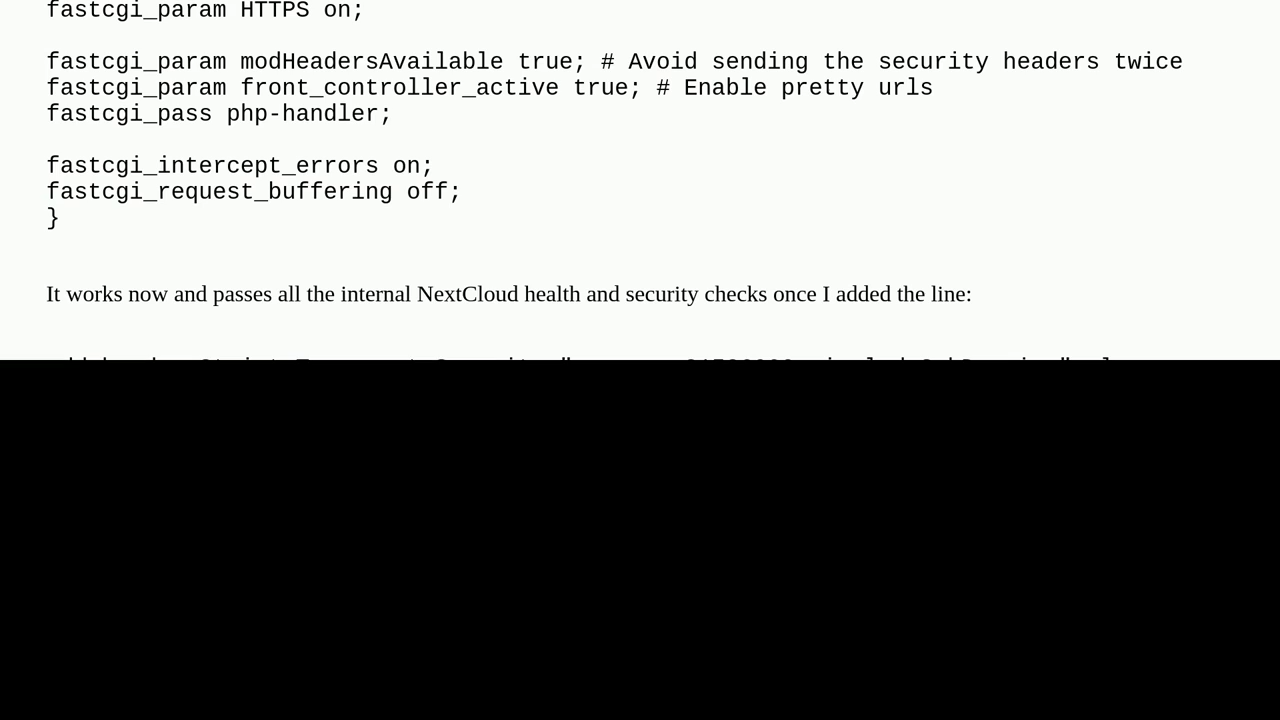 fastcgi_param HTTPS on;
fastcgi_param modHeadersAvailable true; # Avoid sending the security headers twice
fastcgi_param front_controller_active true; # Enable pretty urls
fastcgi_pass php-handler;
fastcgi_intercept_errors on;
fastcgi_request_buffering off;
}
It works now and passes all the internal NextCloud health and security checks once I added the line: